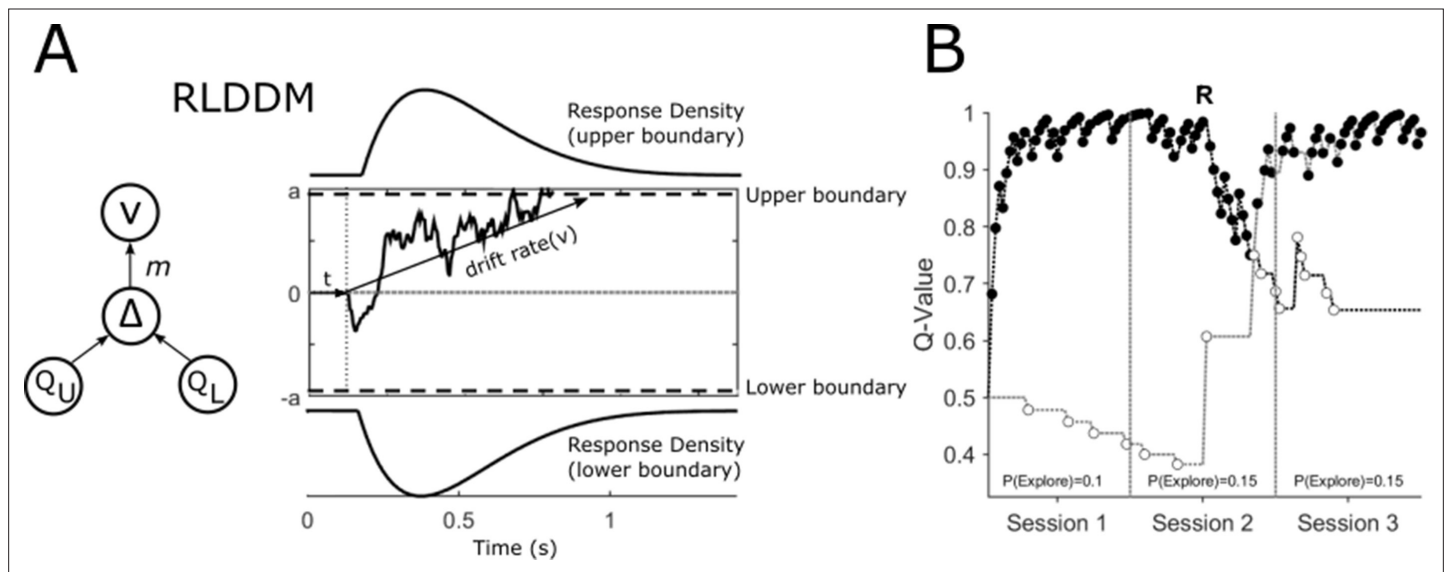 A
RLDDM
Response Density
(upper boundary)
v
m
Δ
Q_U
Q_L
a
0
-a
t
drift rate(v)
Upper boundary
Lower boundary
Response Density
(lower boundary)
0
0.5
1
Time (s)
B
R
1
0.9
0.8
0.7
0.6
0.5
0.4
Q-Value
P(Explore)=0.1
P(Explore)=0.15
P(Explore)=0.15
Session 1
Session 2
Session 3